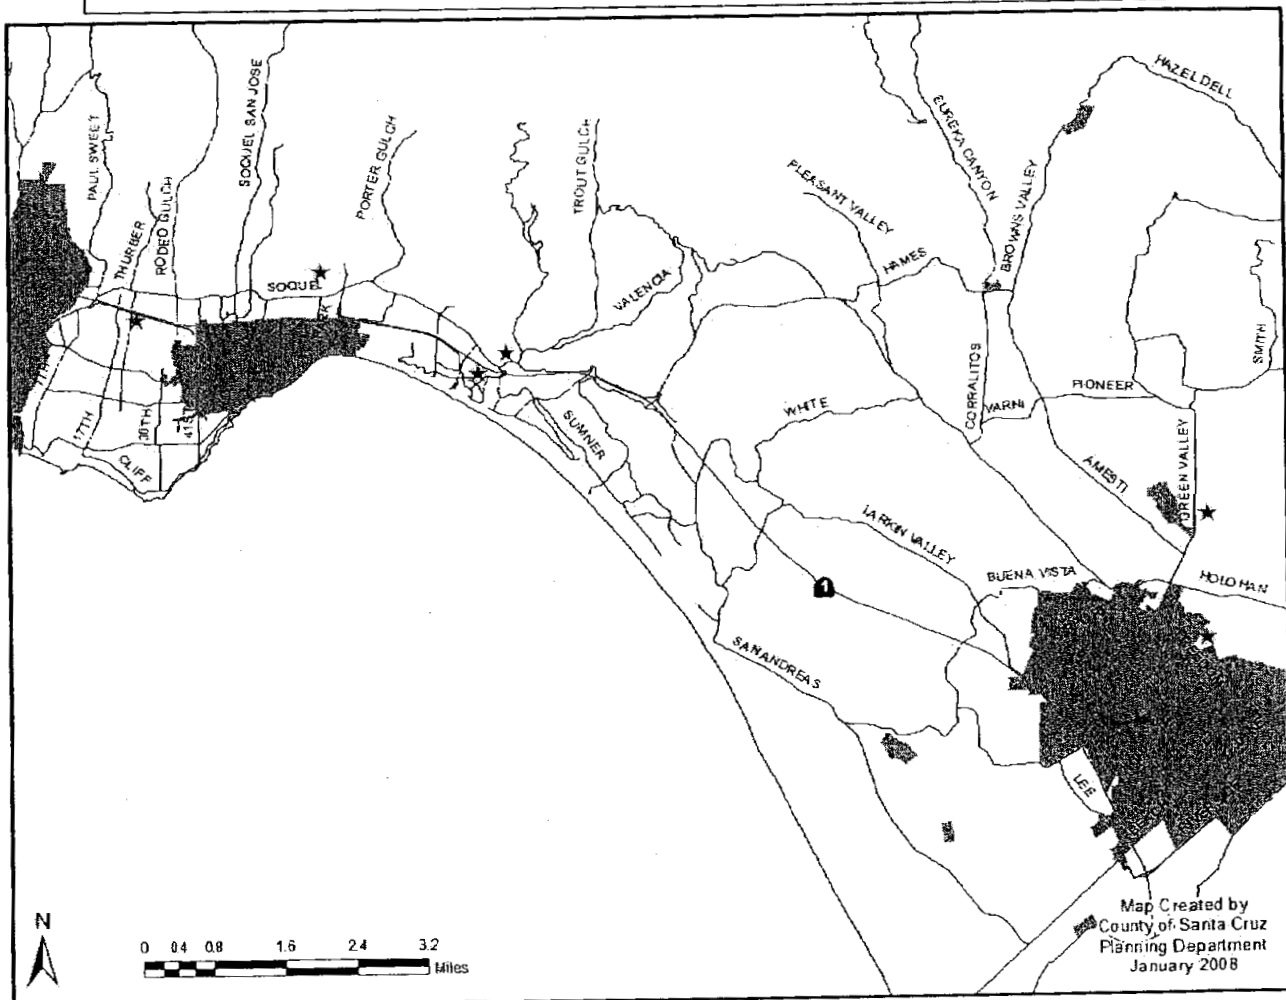 HAZEL DELL
EUREKA CANYON
BROWNS VALLEY
PAUL SWEET
SOQUEL SAN JOSE
PORTER GULCH
TROUT GULCH
PLEASANT VALLEY
THURBER
RODEO GULCH
HAMES
SOQUEL
VALENCIA
SMITH
CORRALITOS
PIONEER
VARNI
WHITE
17TH
30TH
41ST
CLIFF
SUMNER
AMESTI
GREEN VALLEY
LARKIN VALLEY
BUENA VISTA
HOLOHAN
1
SAN ANDREAS
LEE
N
0 0.4 0.8 1.6 2.4 3.2
Miles
Map Created by
County of Santa Cruz
Planning Department
January 2008